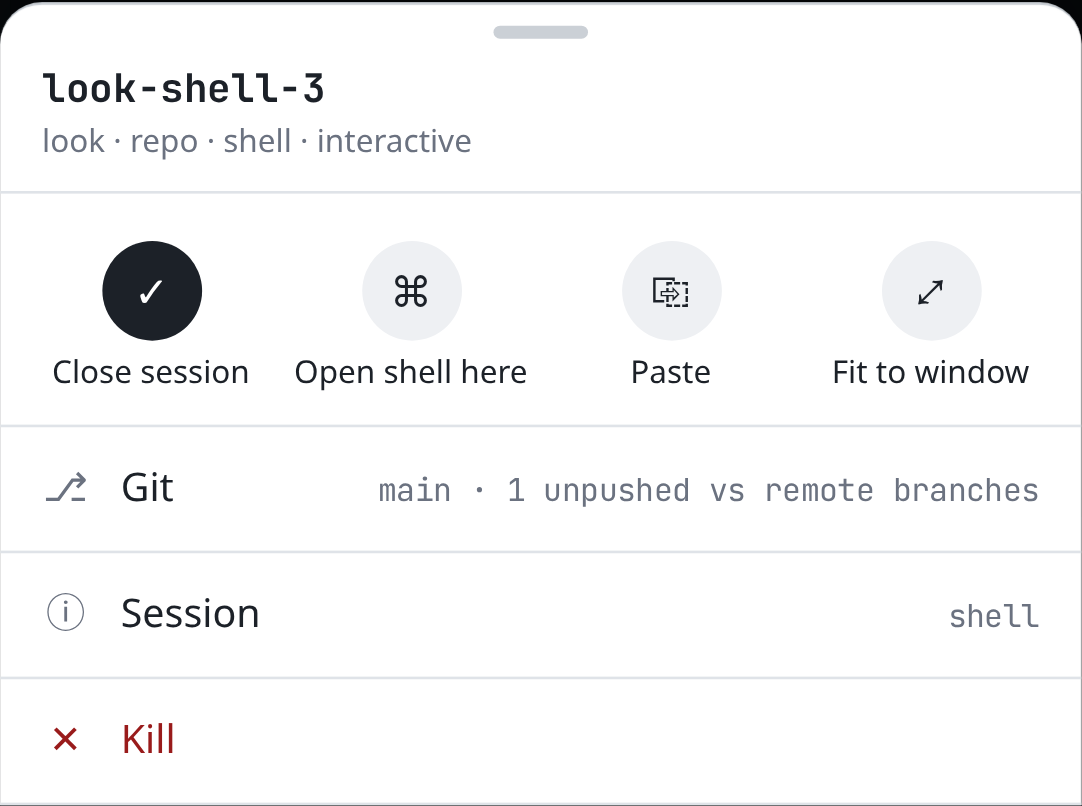 look-shell-3
look · repo · shell · interactive
Close session
Open shell here
Paste
Fit to window
Git
main · 1 unpushed vs remote branches
Session
shell
Kill